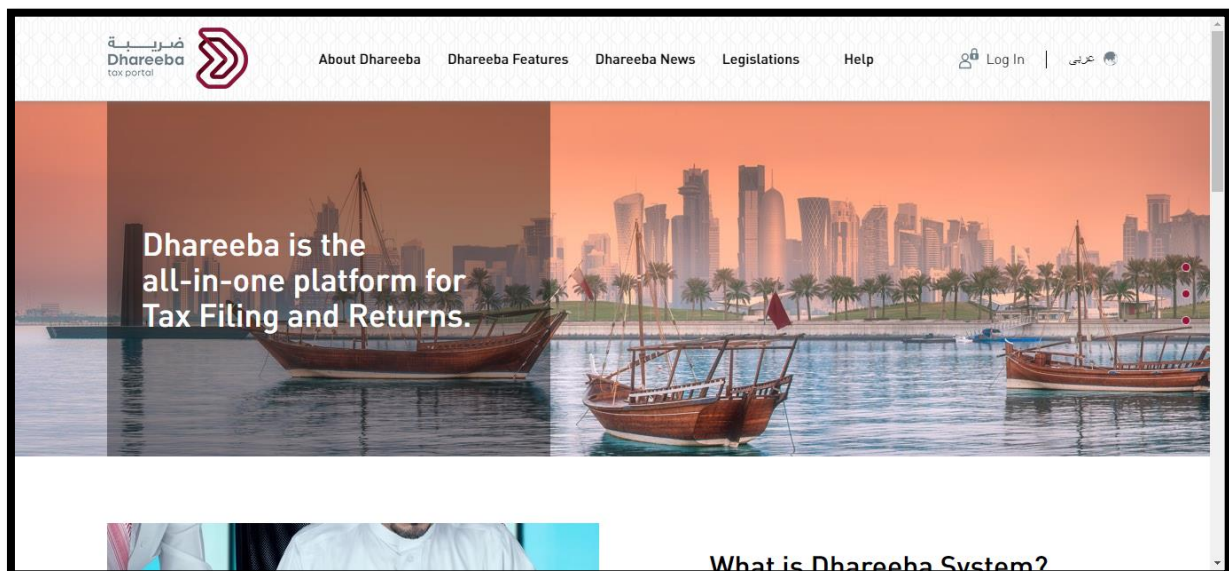 ضريبة
Dhareeba
tax portal
About Dhareeba
Dhareeba Features
Dhareeba News
Legislations
Help
Log In
عربى
Dhareeba is the
all-in-one platform for
Tax Filing and Returns.
What is Dhareeba System?